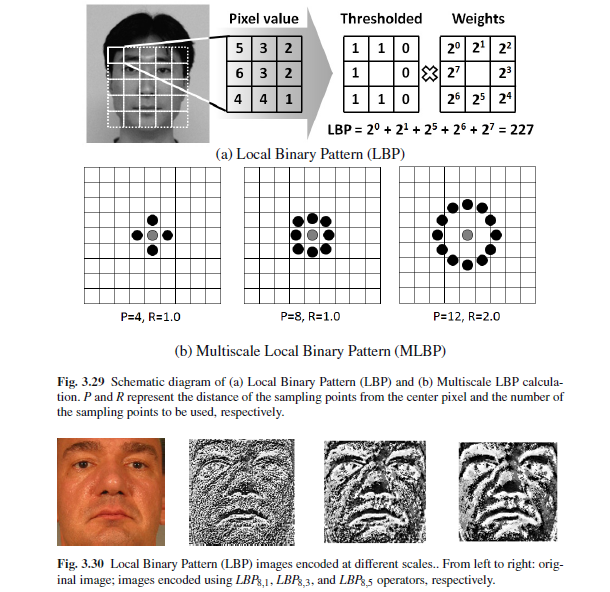 Pixel value Thresholded Weights
5 3 2 1 1 0 2⁰ 2¹ 2²
6 3 2 1 0 2⁷ 2³
4 4 1 1 1 0 2⁶ 2⁵ 2⁴
LBP = 2⁰ + 2¹ + 2⁵ + 2⁶ + 2⁷ = 227
(a) Local Binary Pattern (LBP)
P=4, R=1.0 P=8, R=1.0 P=12, R=2.0
(b) Multiscale Local Binary Pattern (MLBP)
Fig. 3.29 Schematic diagram of (a) Local Binary Pattern (LBP) and (b) Multiscale LBP calcula-
tion. P and R represent the distance of the sampling points from the center pixel and the number of
the sampling points to be used, respectively.
Fig. 3.30 Local Binary Pattern (LBP) images encoded at different scales.. From left to right: orig-
inal image; images encoded using LBP8,1, LBP8,3, and LBP8,5 operators, respectively.